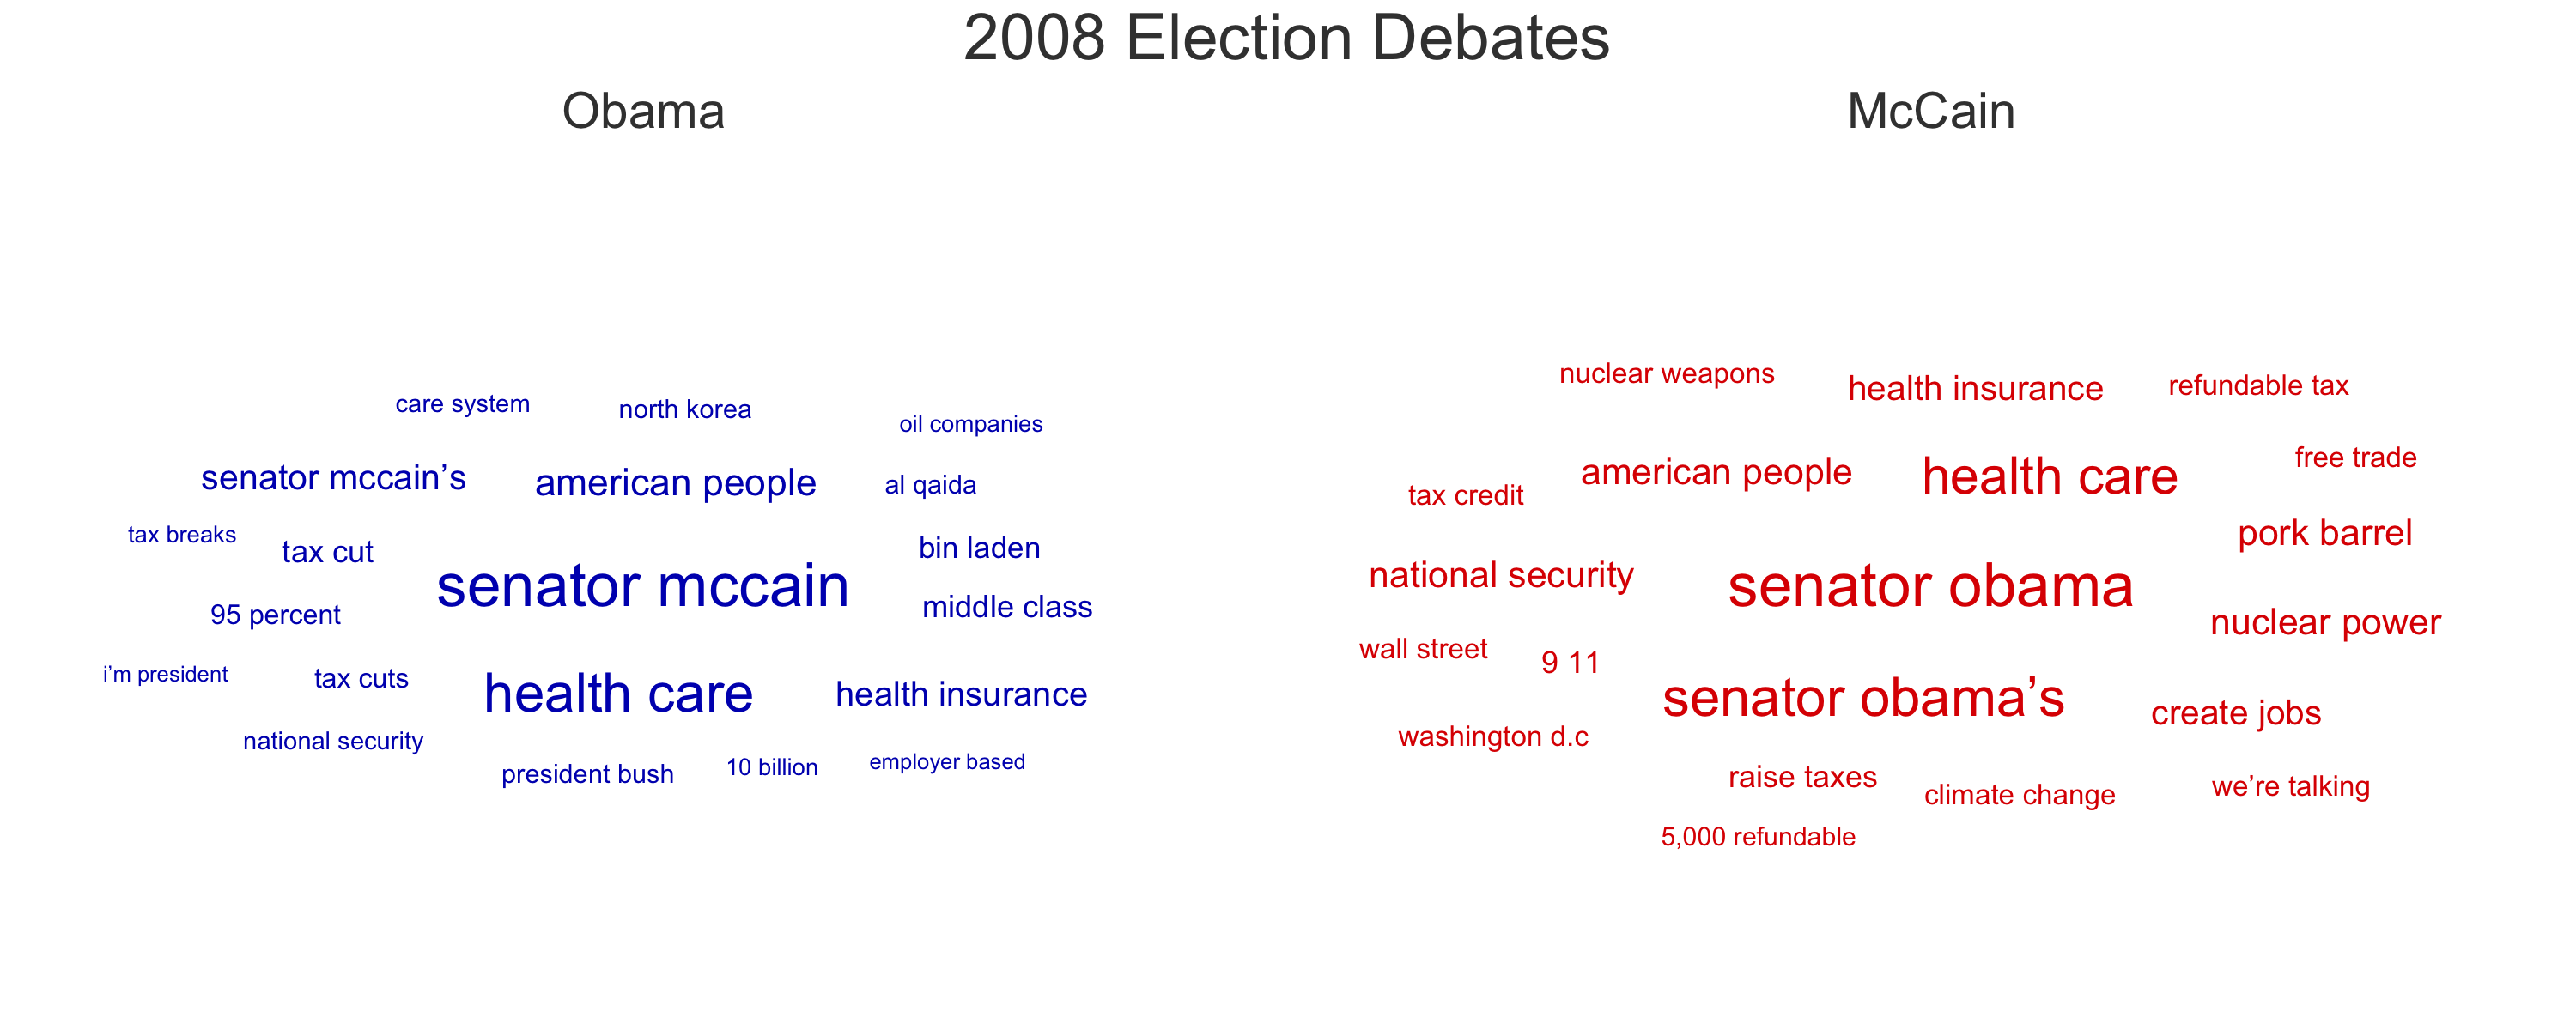 2008 Election Debates
Obama
care system
north korea
oil companies
senator mccain’s
american people
al qaida
tax breaks
tax cut
bin laden
senator mccain
95 percent
middle class
i’m president
tax cuts
health care
health insurance
national security
president bush
10 billion
employer based
McCain
nuclear weapons
health insurance
refundable tax
american people
health care
free trade
tax credit
pork barrel
national security
senator obama
nuclear power
wall street
9 11
senator obama’s
create jobs
washington d.c
raise taxes
climate change
we’re talking
5,000 refundable